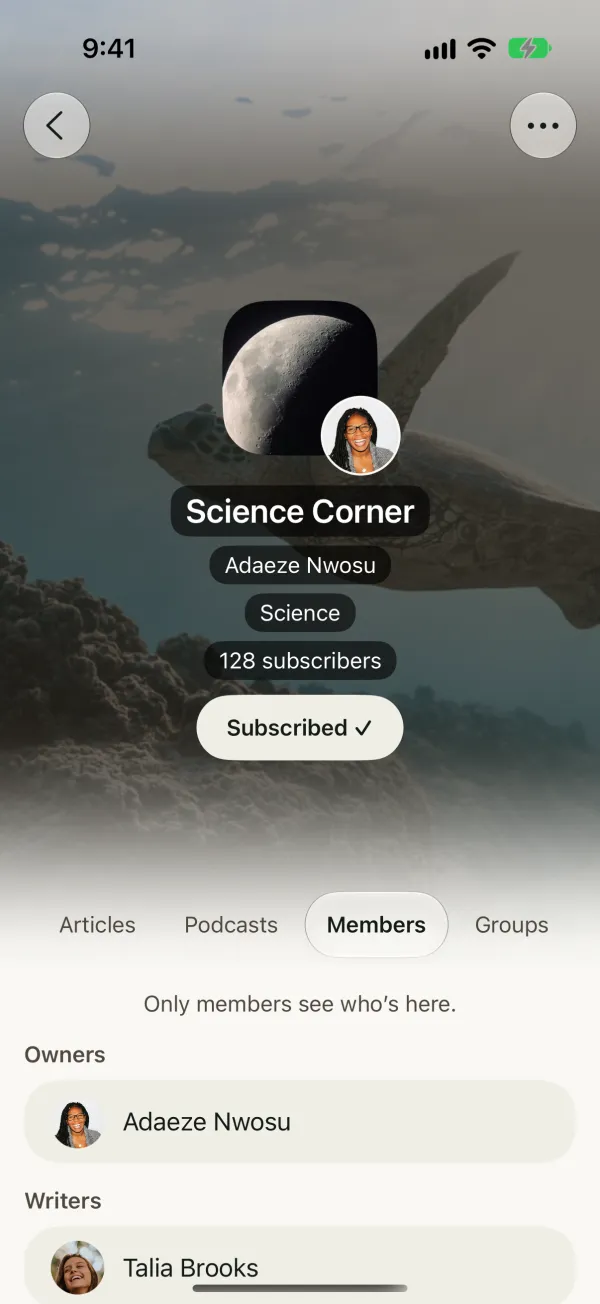 9:41
Science Corner
Adaeze Nwosu
Science
128 subscribers
Subscribed ✓
Articles Podcasts Members Groups
Only members see who’s here.
Owners
Adaeze Nwosu
Writers
Talia Brooks